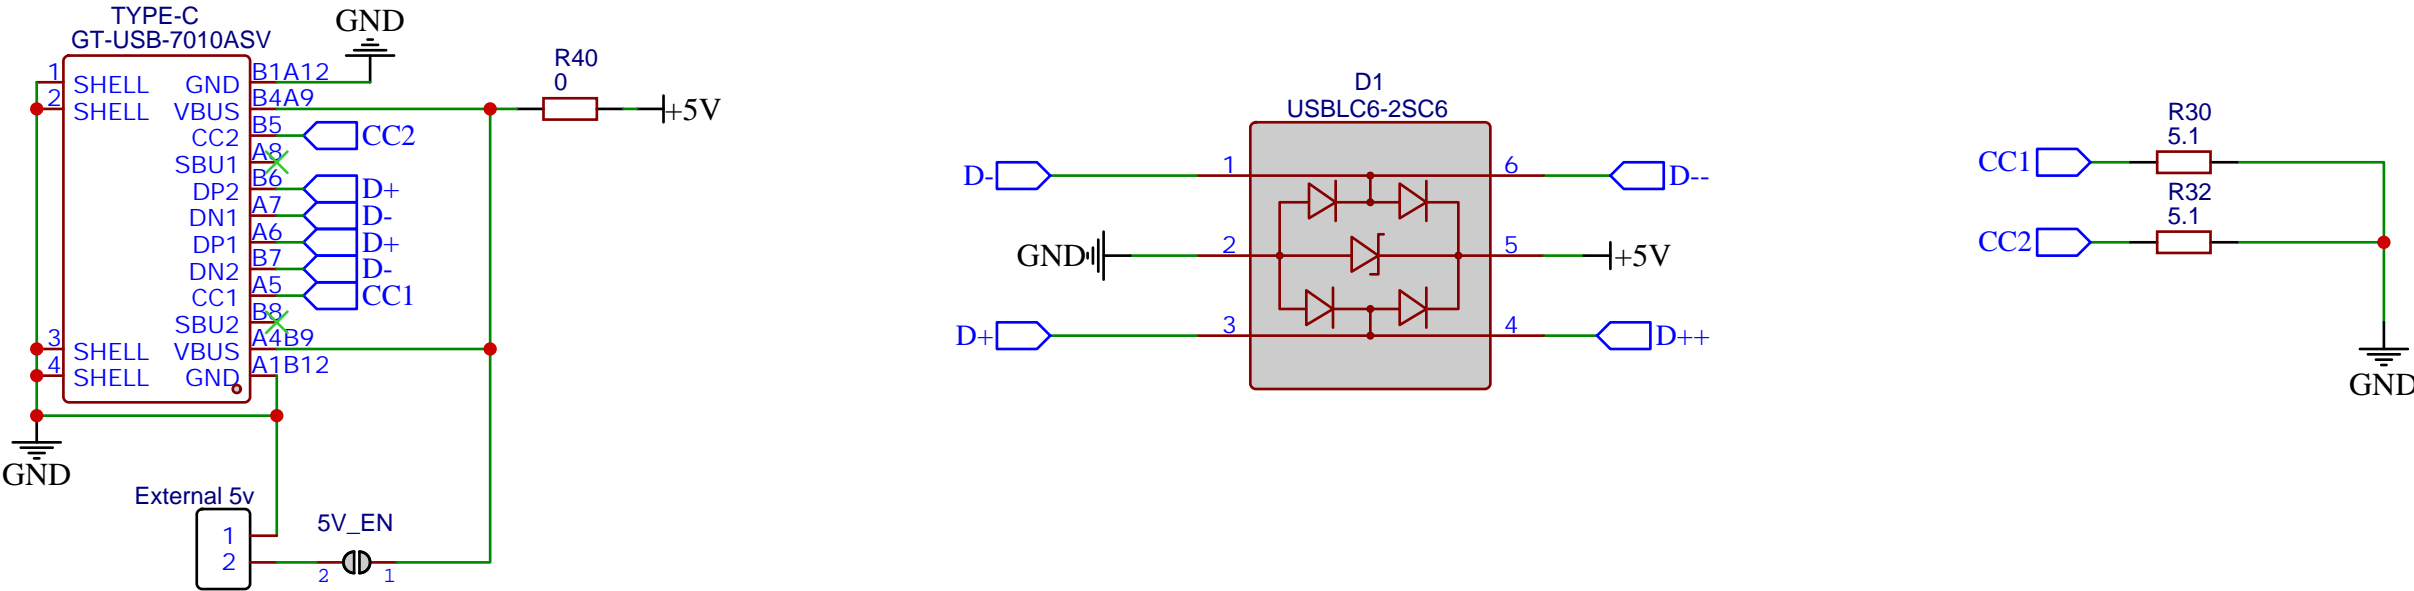 TYPE-C
GT-USB-7010ASV
GND
1 SHELL GND B1A12
2 SHELL VBUS B4A9
CC2 B5 CC2
SBU1 A8
DP2 B6 D+
DN1 A7 D-
DP1 A6 D+
DN2 B7 D-
CC1 A5 CC1
SBU2 B8
3 SHELL VBUS A4B9
4 SHELL GND A1B12
GND
R40
0
+5V
External 5v
1
2
5V_EN
2 1
D1
USBLC6-2SC6
D- 1 6 D--
GND 2 5 +5V
D+ 3 4 D++
R30
5.1
CC1
R32
5.1
CC2
GND